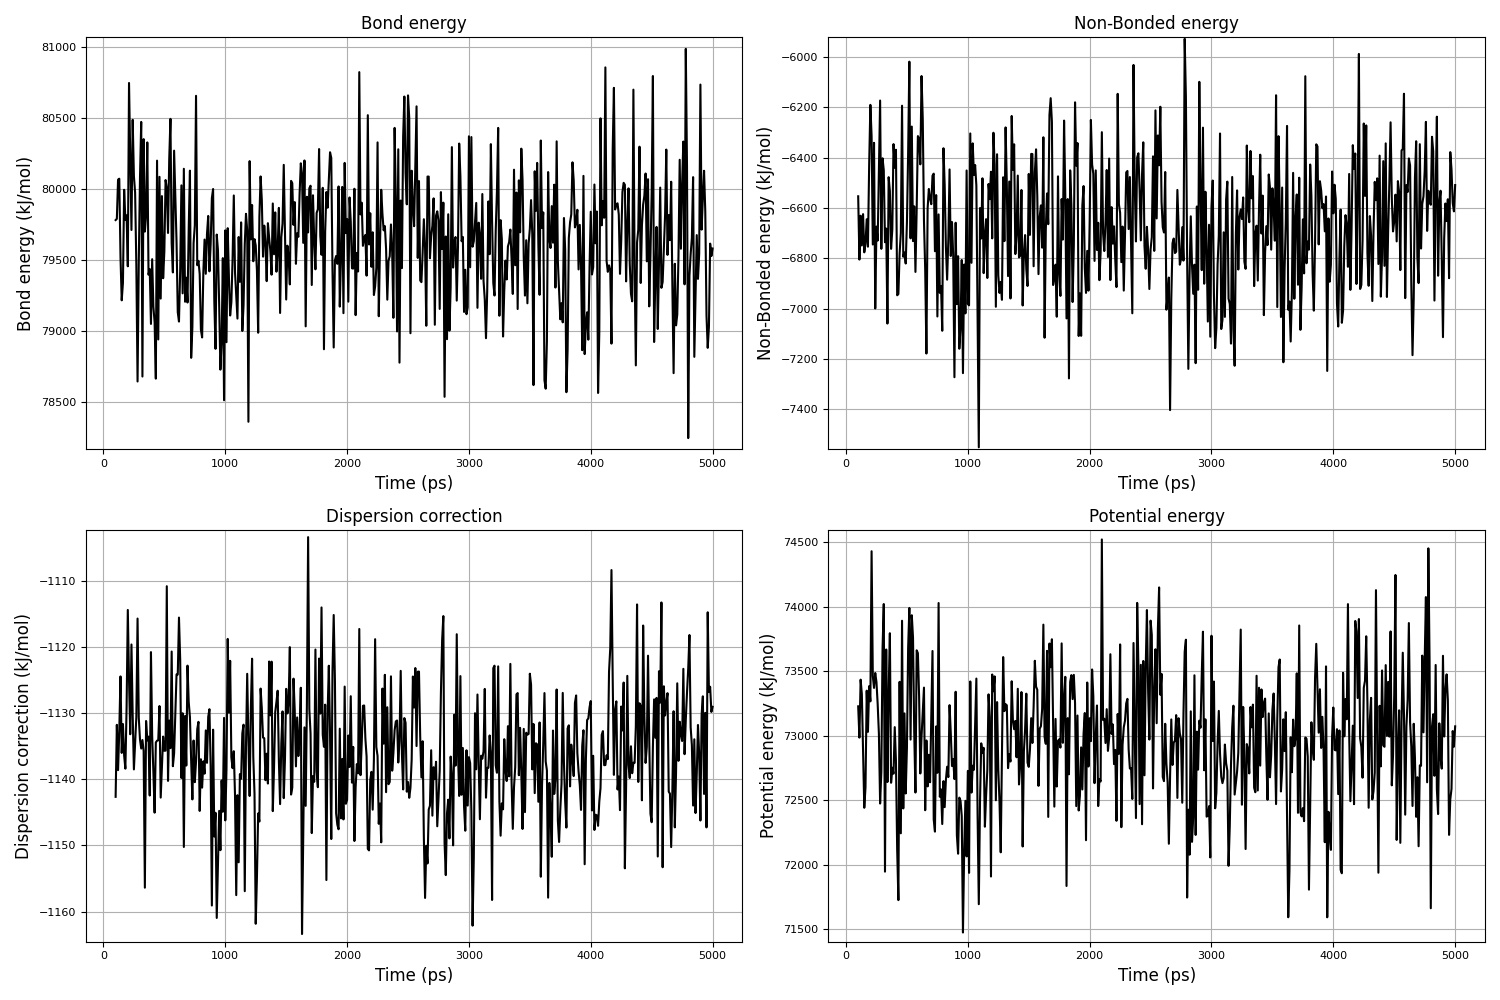 Bond energy
Bond energy (kJ/mol)
81000
80500
80000
79500
79000
78500
0 1000 2000 3000 4000 5000
Time (ps)
Non-Bonded energy
Non-Bonded energy (kJ/mol)
−6000
−6200
−6400
−6600
−6800
−7000
−7200
−7400
0 1000 2000 3000 4000 5000
Time (ps)
Dispersion correction
Dispersion correction (kJ/mol)
−1110
−1120
−1130
−1140
−1150
−1160
0 1000 2000 3000 4000 5000
Time (ps)
Potential energy
Potential energy (kJ/mol)
74500
74000
73500
73000
72500
72000
71500
0 1000 2000 3000 4000 5000
Time (ps)